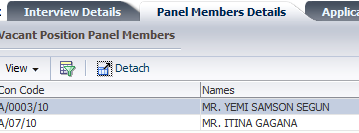 Interview Details Panel Members Details Applica
Vacant Position Panel Members
View Detach
Con Code Names
A/0003/10 MR. YEMI SAMSON SEGUN
A/07/10 MR. ITINA GAGANA